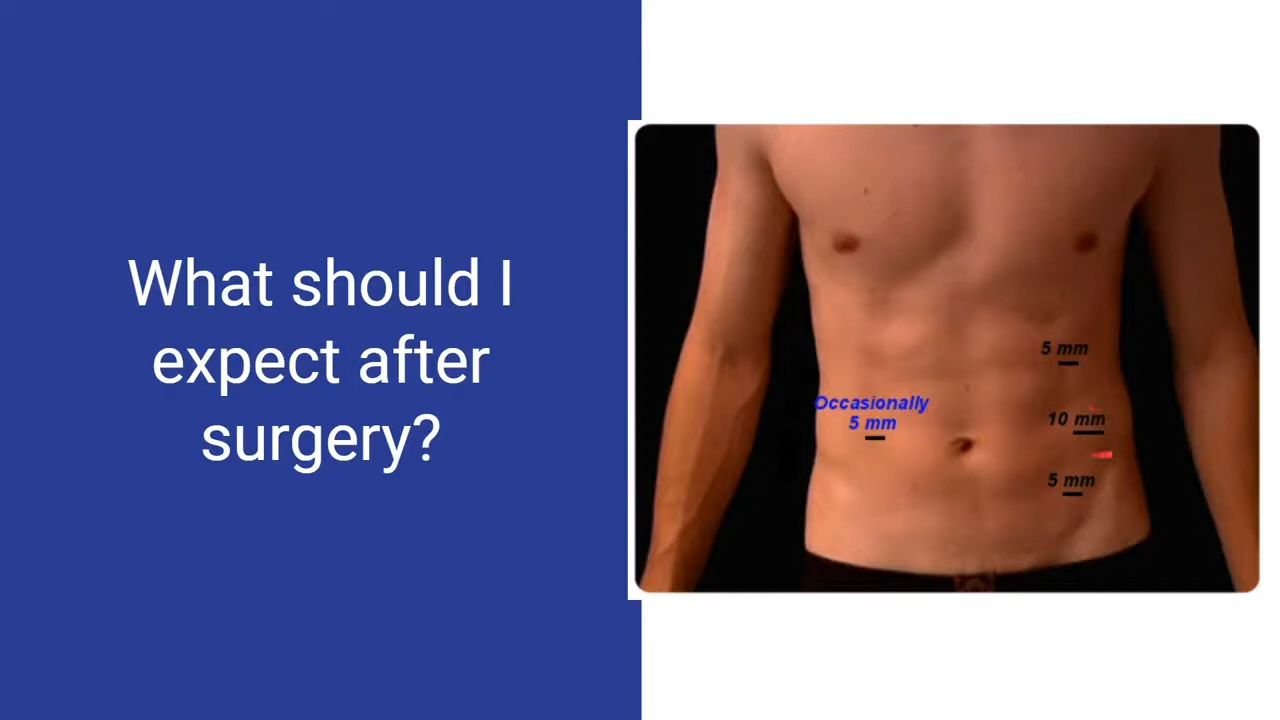 What should I
expect after
surgery?
5 mm
Occasionally
5 mm
10 mm
5 mm